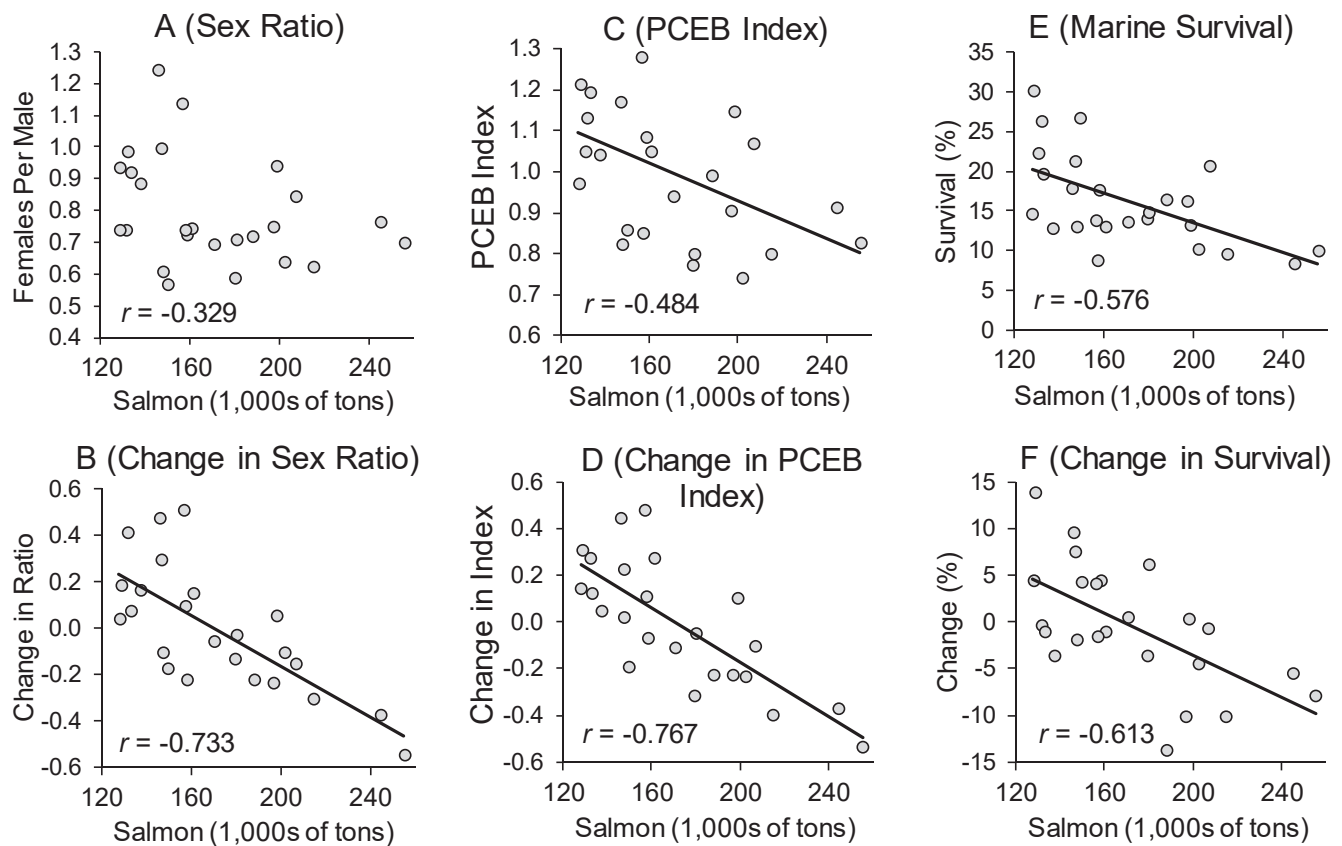 A (Sex Ratio)
1.3
1.2
1.1
1.0
0.9
0.8
0.7
0.6
0.5
0.4
Females Per Male
r = -0.329
120 160 200 240
Salmon (1,000s of tons)
C (PCEB Index)
1.3
1.2
1.1
1.0
0.9
0.8
0.7
0.6
PCEB Index
r = -0.484
120 160 200 240
Salmon (1,000s of tons)
E (Marine Survival)
35
30
25
20
15
10
5
0
Survival (%)
r = -0.576
120 160 200 240
Salmon (1,000s of tons)
B (Change in Sex Ratio)
0.6
0.4
0.2
0.0
-0.2
-0.4
-0.6
Change in Ratio
r = -0.733
120 160 200 240
Salmon (1,000s of tons)
D (Change in PCEB
Index)
0.6
0.4
0.2
0.0
-0.2
-0.4
-0.6
Change in Index
r = -0.767
120 160 200 240
Salmon (1,000s of tons)
F (Change in Survival)
15
10
5
0
-5
-10
-15
Change (%)
r = -0.613
120 160 200 240
Salmon (1,000s of tons)